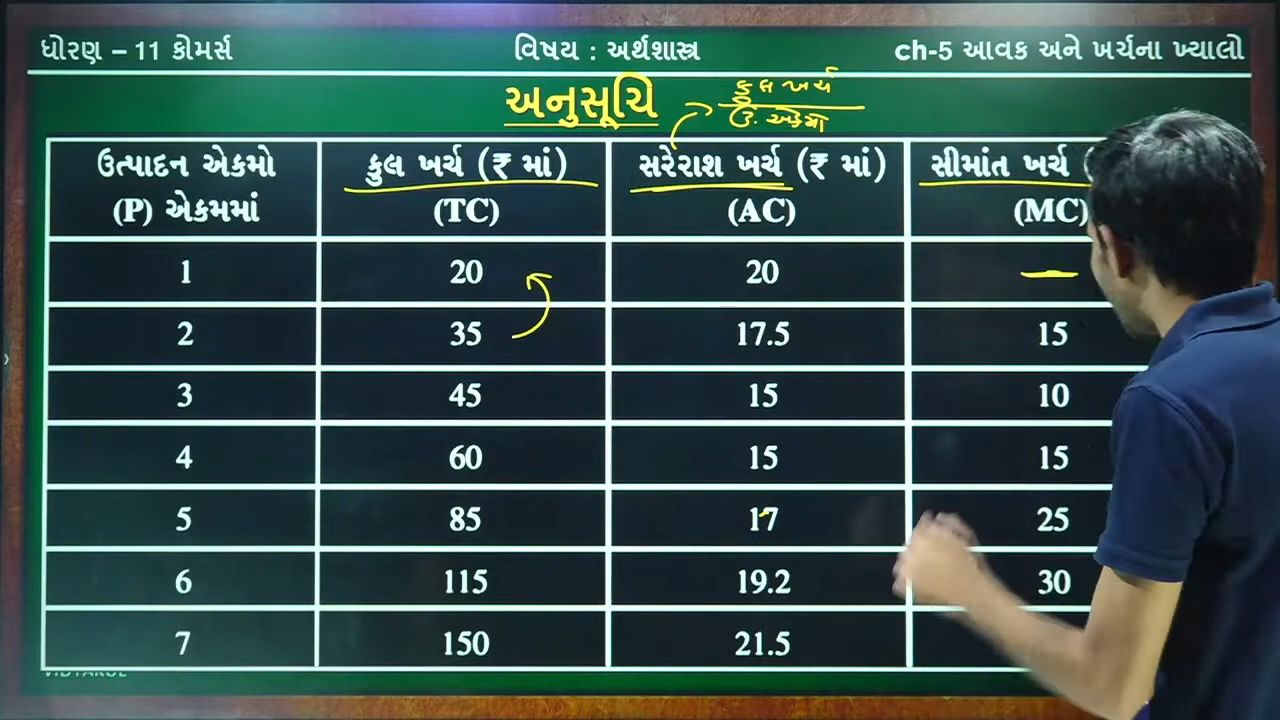 ધોરણ – 11 કોમર્સ વિષય : અર્થશાસ્ત્ર ch-5 આવક અને ખર્ચના ખ્યાલો
અનુસૂચિ
કુલ ખર્ચ
ઉ. એકમો
ઉત્પાદન એકમો (P) એકમમાં કુલ ખર્ચ (₹ માં) (TC) સરેરાશ ખર્ચ (₹ માં) (AC) સીમાંત ખર્ચ (MC)
1 20 20 —
2 35 17.5 15
3 45 15 10
4 60 15 15
5 85 17 25
6 115 19.2 30
7 150 21.5